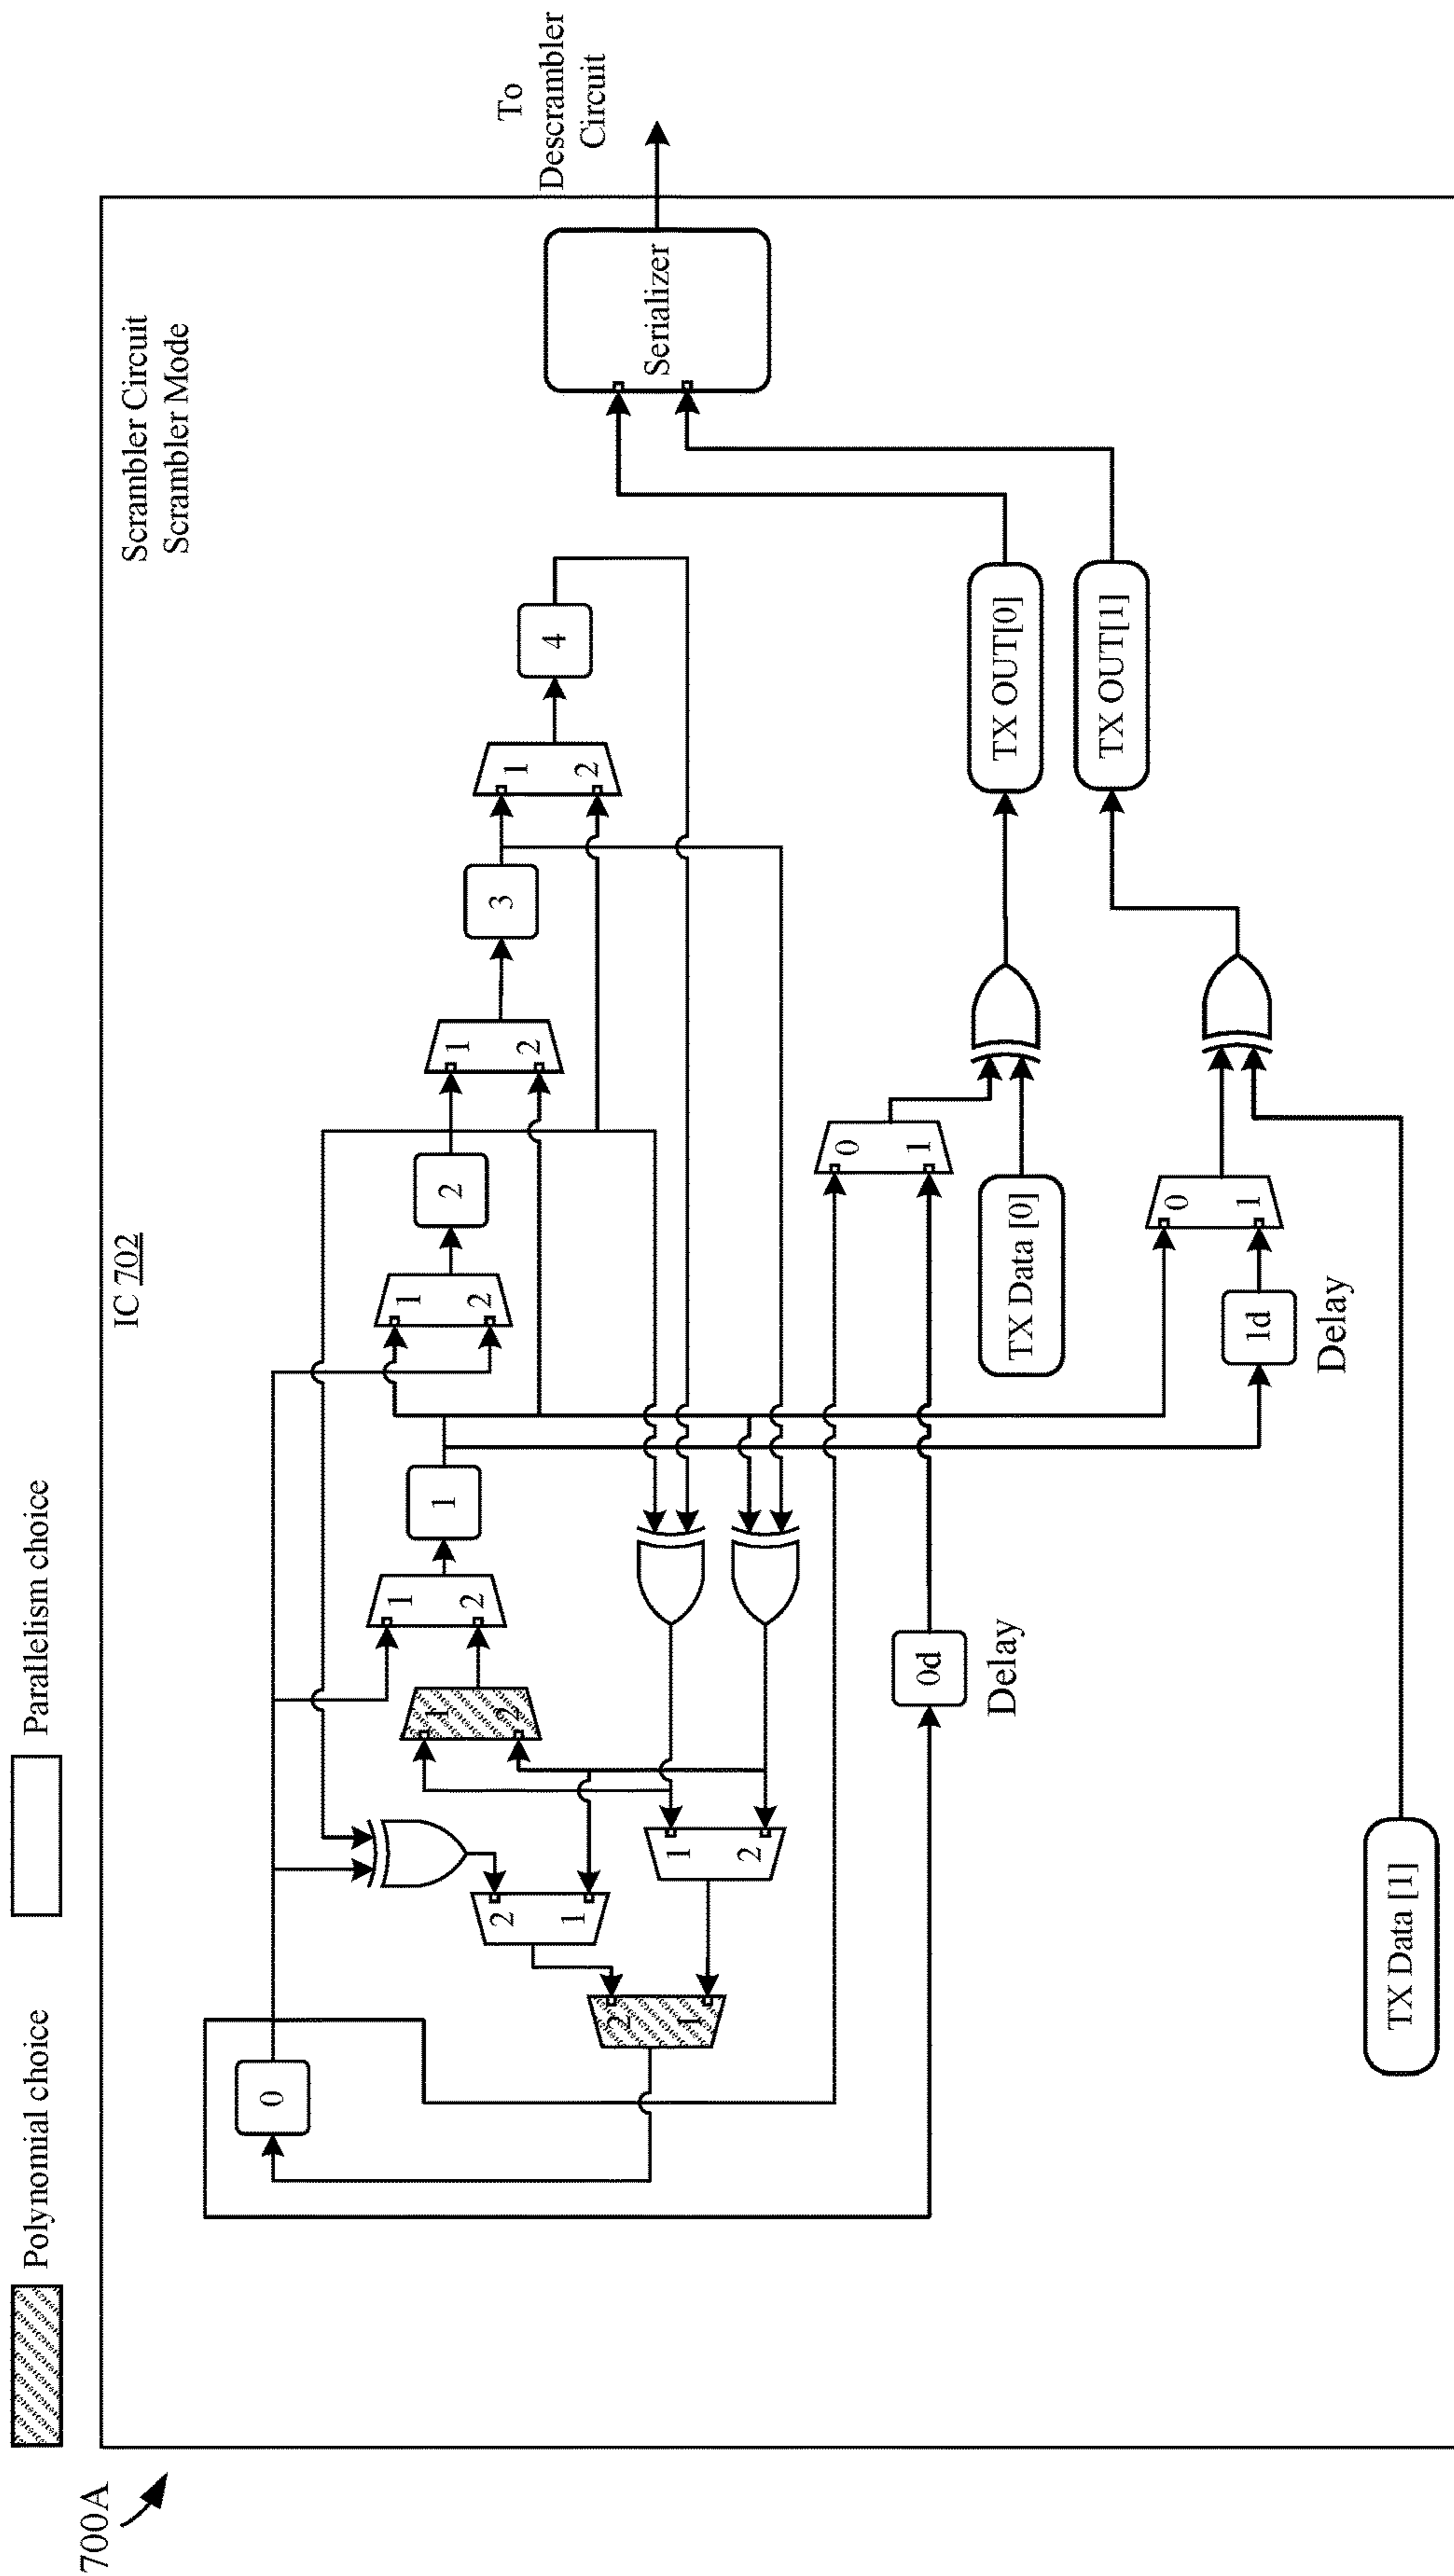 700A
Polynomial choice
Parallelism choice
IC 702
Scrambler Circuit
Scrambler Mode
0
2
1
2
1
1
2
1
2
1
2
1
1
2
2
1
2
3
1
2
4
0d
Delay
0
1
TX Data [0]
TX OUT[0]
TX Data [1]
1d
Delay
0
1
TX OUT[1]
Serializer
To
Descrambler
Circuit